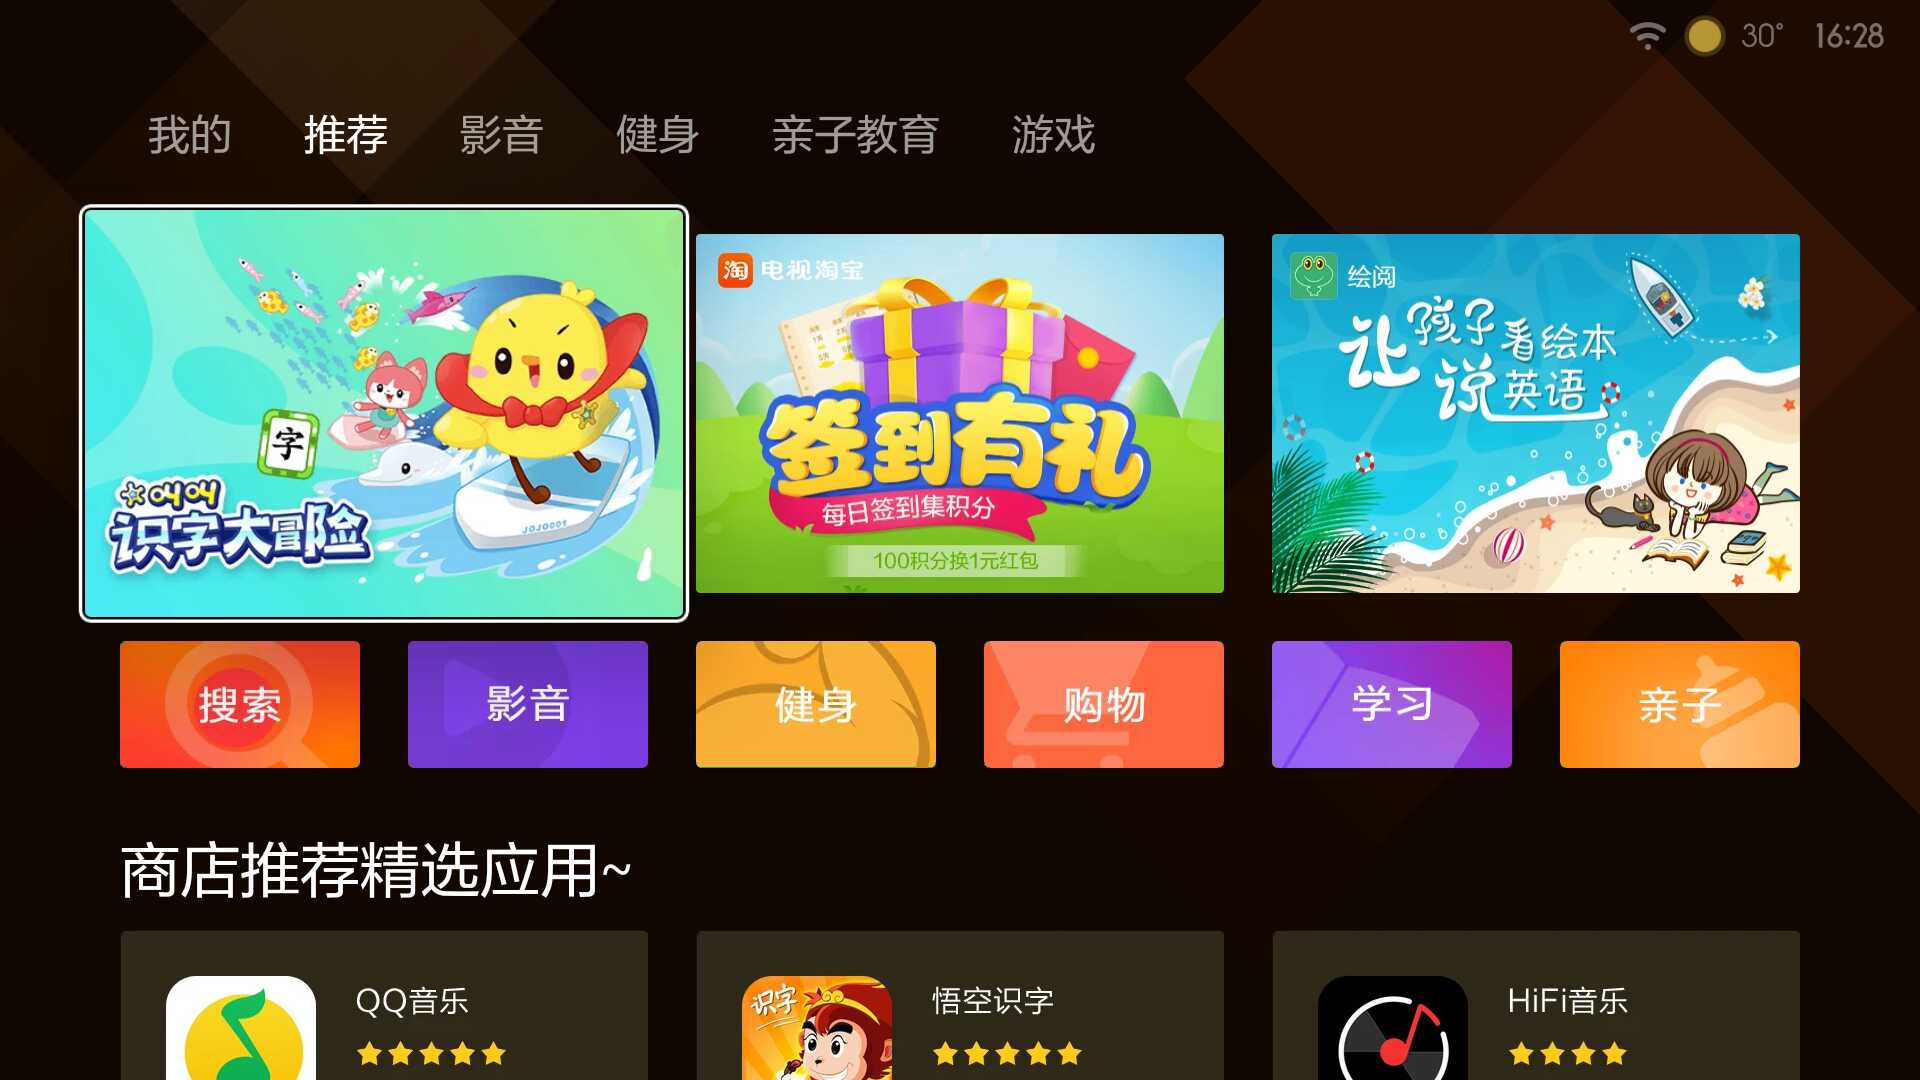 30° 16:28
我的 推荐 影音 健身 亲子教育 游戏
字
叫叫
识字大冒险
JOJO001
淘 电视淘宝
签到有礼
每日签到集积分
100积分换1元红包
绘阅
让孩子看绘本
说英语
搜索 影音 健身 购物 学习 亲子
商店推荐精选应用~
QQ音乐
识字
悟空识字
HiFi音乐